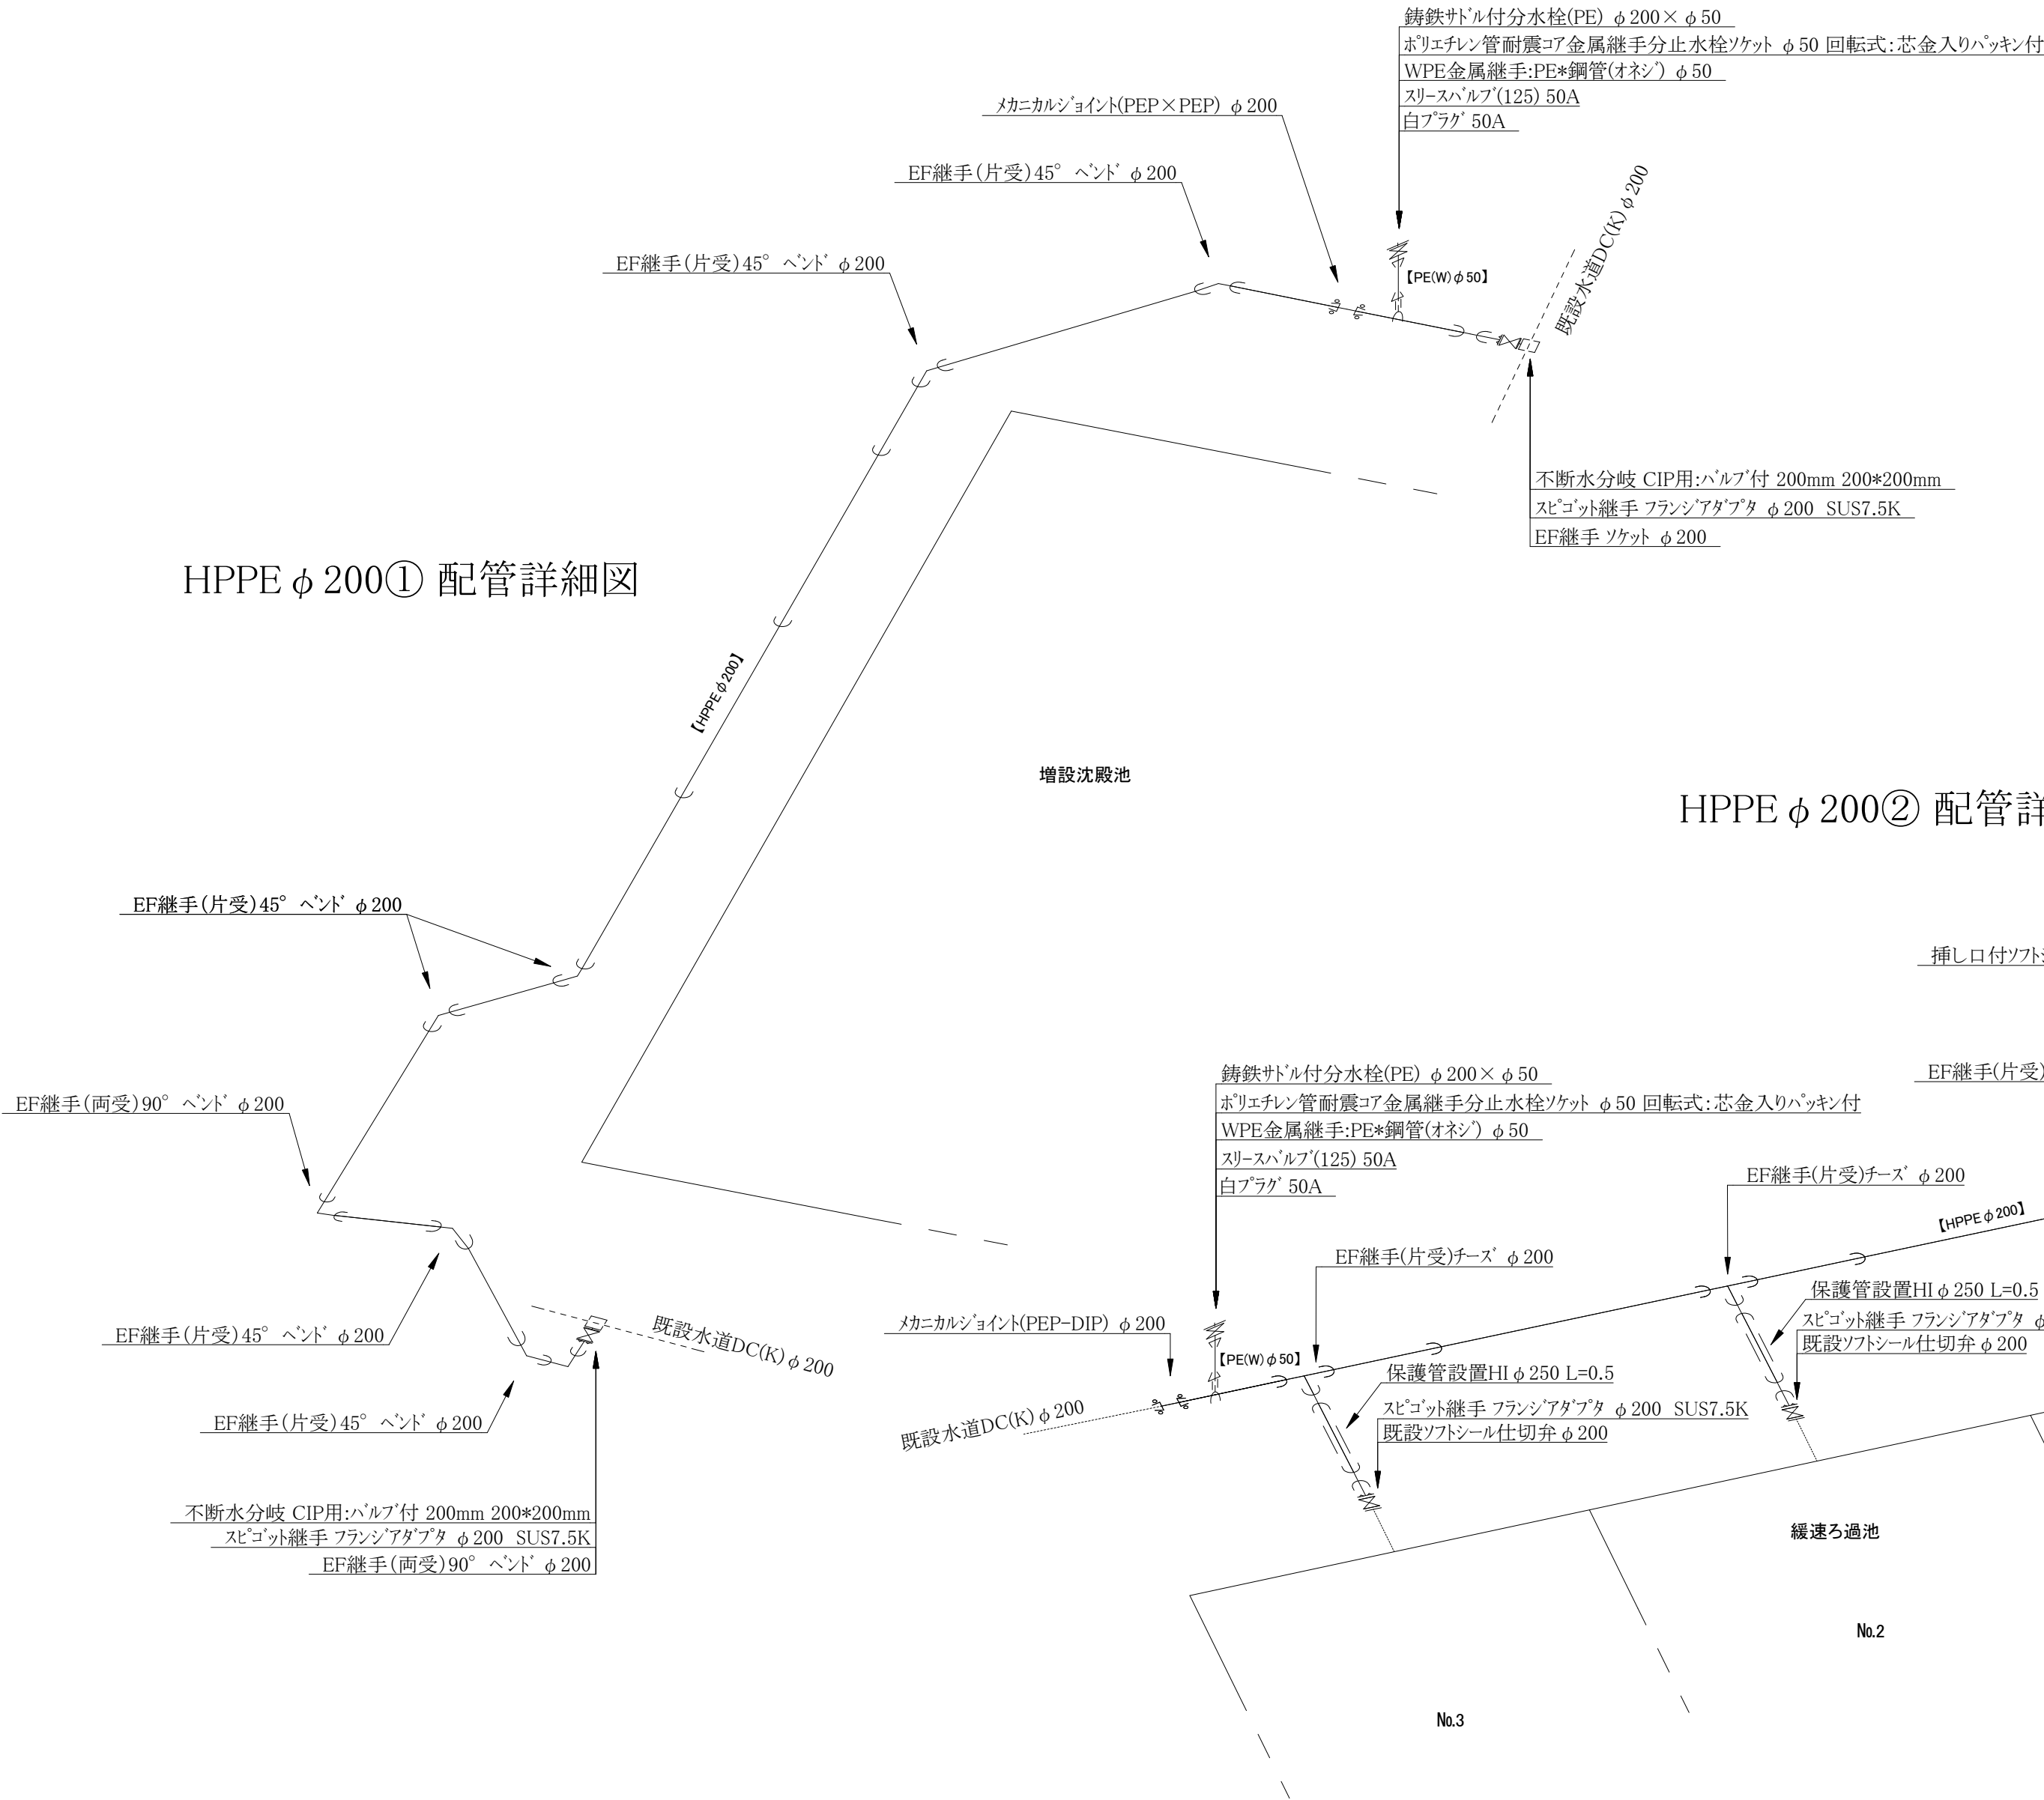 鋳鉄ｻﾄﾞﾙ付分水栓(PE) φ200×φ50
ﾎﾟﾘｴﾁﾚﾝ管耐震ｺｱ金属継手分止水栓ｿｹｯﾄ φ50 回転式:芯金入りﾊﾟｯｷﾝ付
WPE金属継手:PE*鋼管(ｵﾈｼﾞ) φ50
ｽﾘｰｽﾊﾞﾙﾌﾞ(125) 50A
白ﾌﾟﾗｸﾞ 50A
ﾒｶﾆｶﾙｼﾞｮｲﾝﾄ(PEP×PEP) φ200
EF継手(片受)45° ﾍﾞﾝﾄﾞ φ200
EF継手(片受)45° ﾍﾞﾝﾄﾞ φ200
【PE(W)φ50】
既設水道DC(K)φ200
不断水分岐 CIP用:ﾊﾞﾙﾌﾞ付 200mm 200*200mm
ｽﾋﾟｺﾞｯﾄ継手 ﾌﾗﾝｼﾞｱﾀﾞﾌﾟﾀ φ200 SUS7.5K
EF継手 ｿｹｯﾄ φ200
HPPEφ200① 配管詳細図
【HPPEφ200】
増設沈殿池
EF継手(片受)45° ﾍﾞﾝﾄﾞ φ200
EF継手(両受)90° ﾍﾞﾝﾄﾞ φ200
EF継手(片受)45° ﾍﾞﾝﾄﾞ φ200
EF継手(片受)45° ﾍﾞﾝﾄﾞ φ200
既設水道DC(K)φ200
不断水分岐 CIP用:ﾊﾞﾙﾌﾞ付 200mm 200*200mm
ｽﾋﾟｺﾞｯﾄ継手 ﾌﾗﾝｼﾞｱﾀﾞﾌﾟﾀ φ200 SUS7.5K
EF継手(両受)90° ﾍﾞﾝﾄﾞ φ200
HPPEφ200② 配管詳
挿し口付ｿﾌﾄ
EF継手(片受)
鋳鉄ｻﾄﾞﾙ付分水栓(PE) φ200×φ50
ﾎﾟﾘｴﾁﾚﾝ管耐震ｺｱ金属継手分止水栓ｿｹｯﾄ φ50 回転式:芯金入りﾊﾟｯｷﾝ付
WPE金属継手:PE*鋼管(ｵﾈｼﾞ) φ50
ｽﾘｰｽﾊﾞﾙﾌﾞ(125) 50A
白ﾌﾟﾗｸﾞ 50A
EF継手(片受)ﾁｰｽﾞ φ200
【HPPEφ200】
EF継手(片受)ﾁｰｽﾞ φ200
保護管設置HIφ250 L=0.5
ｽﾋﾟｺﾞｯﾄ継手 ﾌﾗﾝｼﾞｱﾀﾞﾌﾟﾀ φ
既設ｿﾌﾄｼｰﾙ仕切弁φ200
ﾒｶﾆｶﾙｼﾞｮｲﾝﾄ(PEP-DIP) φ200
【PE(W)φ50】
保護管設置HIφ250 L=0.5
ｽﾋﾟｺﾞｯﾄ継手 ﾌﾗﾝｼﾞｱﾀﾞﾌﾟﾀ φ200 SUS7.5K
既設ｿﾌﾄｼｰﾙ仕切弁φ200
既設水道DC(K)φ200
緩速ろ過池
№2
№3